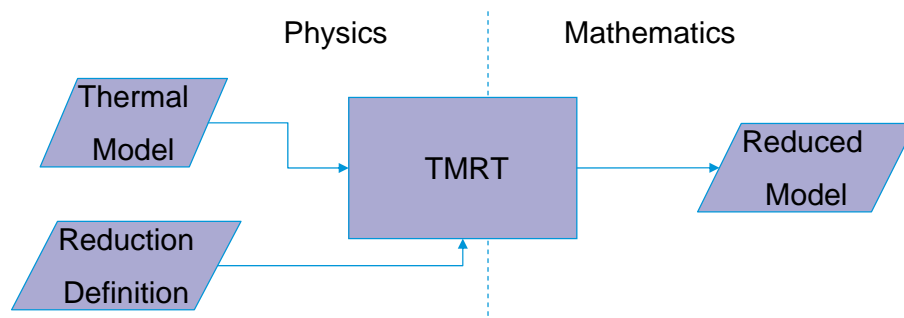 Physics
Mathematics
Thermal
Model
TMRT
Reduced
Model
Reduction
Definition